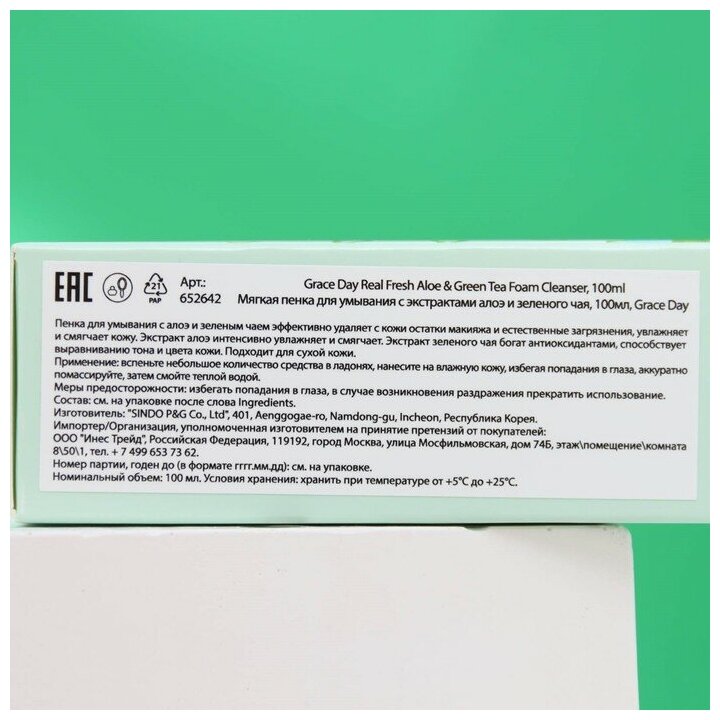 EAC
21
PAP
Арт.:
652642
Grace Day Real Fresh Aloe & Green Tea Foam Cleanser, 100ml
Мягкая пенка для умывания с экстрактами алоэ и зеленого чая, 100мл, Grace Day
Пенка для умывания с алоэ и зеленым чаем эффективно удаляет с кожи остатки макияжа и естественные загрязнения, увлажняет
и смягчает кожу. Экстракт алоэ интенсивно увлажняет и смягчает. Экстракт зеленого чая богат антиоксидантами, способствует
выравниванию тона и цвета кожи. Подходит для сухой кожи.
Применение: вспеньте небольшое количество средства в ладонях, нанесите на влажную кожу, избегая попадания в глаза, аккуратно
помассируйте, затем смойте теплой водой.
Меры предосторожности: избегать попадания в глаза, в случае возникновения раздражения прекратить использование.
Состав: см. на упаковке после слова Ingredients.
Изготовитель: "SINDO P&G Co., Ltd", 401, Aenggogae-ro, Namdong-gu, Incheon, Республика Корея.
Импортер/Организация, уполномоченная изготовителем на принятие претензий от покупателей:
ООО "Инес Трейд", Российская Федерация, 119192, город Москва, улица Мосфильмовская, дом 74Б, этаж\помещение\комната
8\50\1, тел. + 7 499 653 73 62.
Номер партии, годен до (в формате гггг.мм.дд): см. на упаковке.
Номинальный объем: 100 мл. Условия хранения: хранить при температуре от +5°C до +25°C.